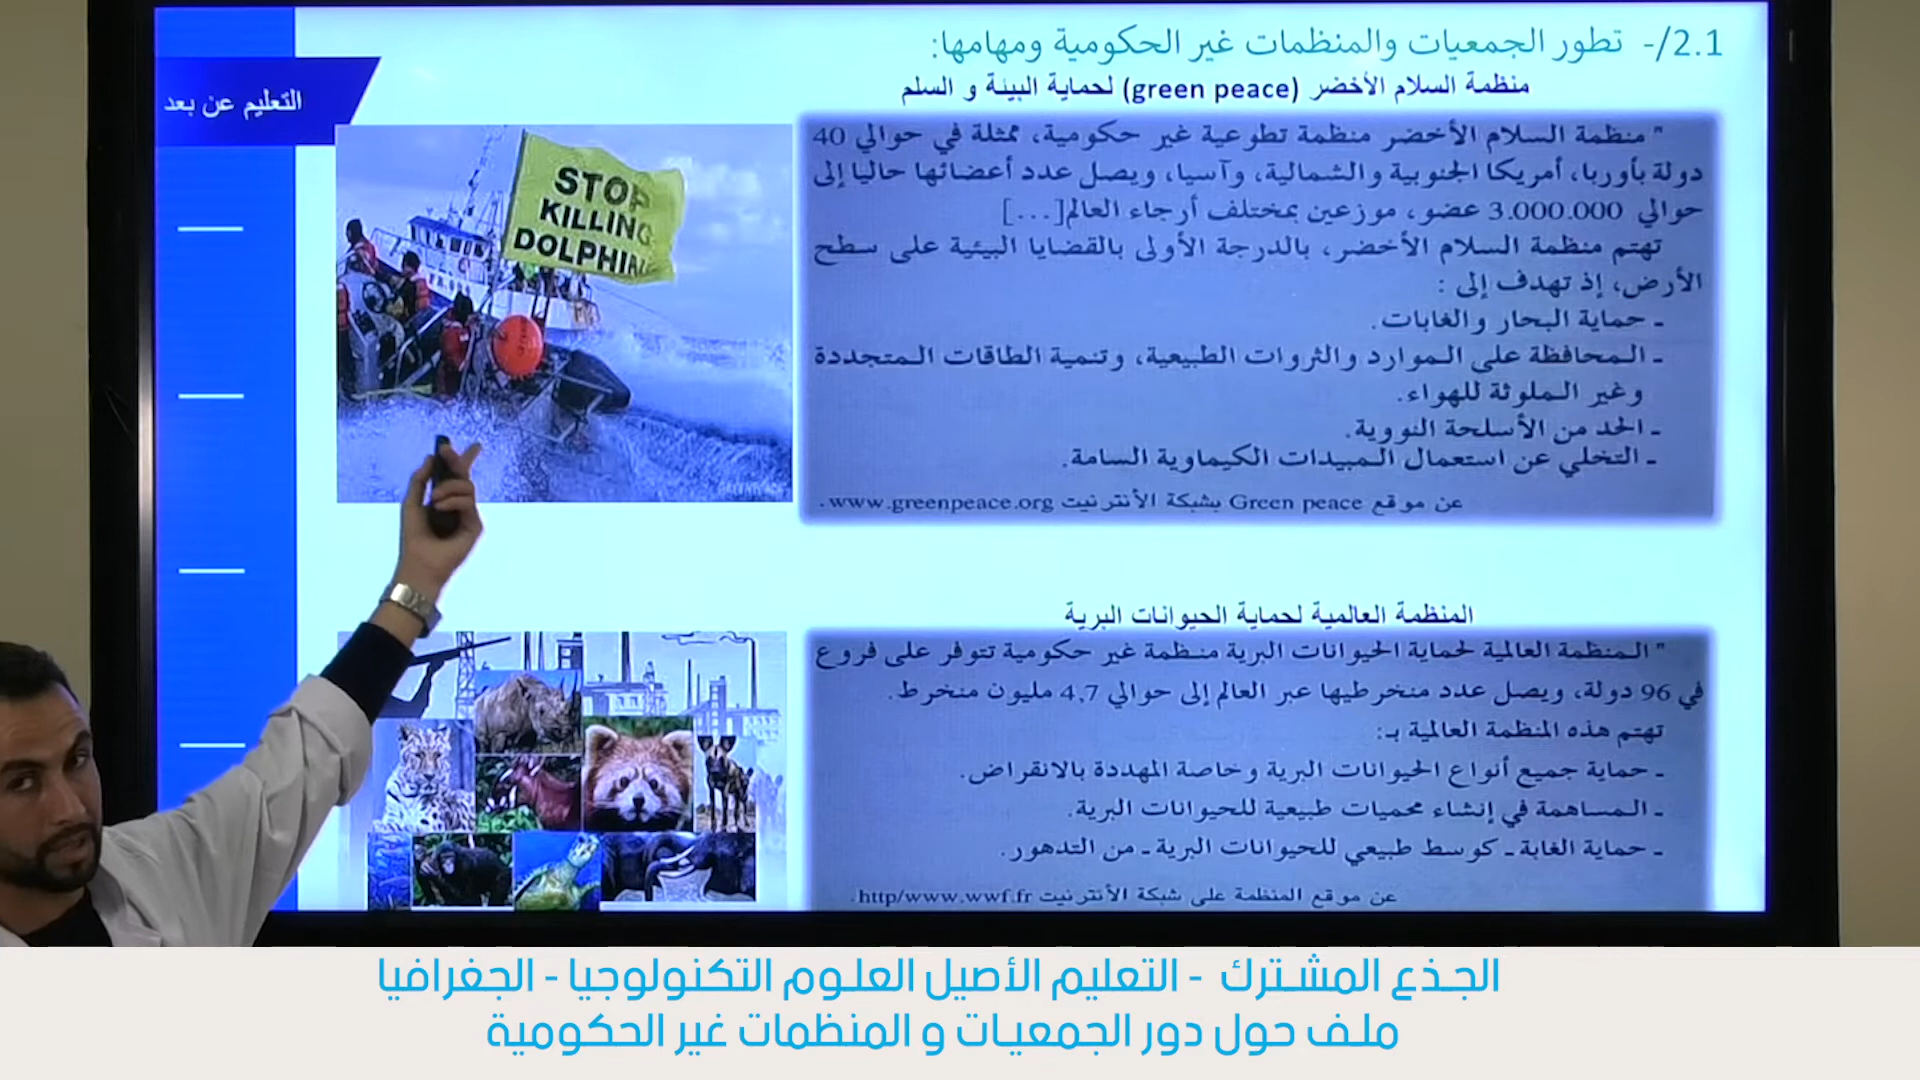 2.1/- تطور الجمعيات والمنظمات غير الحكومية ومهامها:
منظمة السلام الأخضر (green peace) لحماية البيئة و السلم
التعليم عن بعد
" منظمة السلام الأخضر منظمة تطوعية غير حكومية، ممثلة في حوالي 40
دولة بأوربا، أمريكا الجنوبية والشمالية، وآسيا، ويصل عدد أعضائها حاليا إلى
حوالي 3.000.000 عضو، موزعين بمختلف أرجاء العالم[...]
تهتم منظمة السلام الأخضر، بالدرجة الأولى بالقضايا البيئية على سطح
الأرض، إذ تهدف إلى :
ـ حماية البحار والغابات.
ـ المحافظة على الموارد والثروات الطبيعية، وتنمية الطاقات المتجددة
وغير الملوثة للهواء.
ـ الحد من الأسلحة النووية.
ـ التخلي عن استعمال المبيدات الكيماوية السامة.
عن موقع Green peace بشبكة الأنترنيت www.greenpeace.org.
STOP
KILLING
DOLPHIN
المنظمة العالمية لحماية الحيوانات البرية
" المنظمة العالمية لحماية الحيوانات البرية منظمة غير حكومية تتوفر على فروع
في 96 دولة، ويصل عدد منخرطيها عبر العالم إلى حوالي 4,7 مليون منخرط.
تهتم هذه المنظمة العالمية بـ:
ـ حماية جميع أنواع الحيوانات البرية وخاصة المهددة بالانقراض.
ـ المساهمة في إنشاء محميات طبيعية للحيوانات البرية.
ـ حماية الغابة ـ كوسط طبيعي للحيوانات البرية ـ من التدهور.
عن موقع المنظمة على شبكة الأنترنيت http/www.wwf.fr.
الجذع المشترك - التعليم الأصيل العلوم التكنولوجيا - الجغرافيا
ملف حول دور الجمعيات و المنظمات غير الحكومية